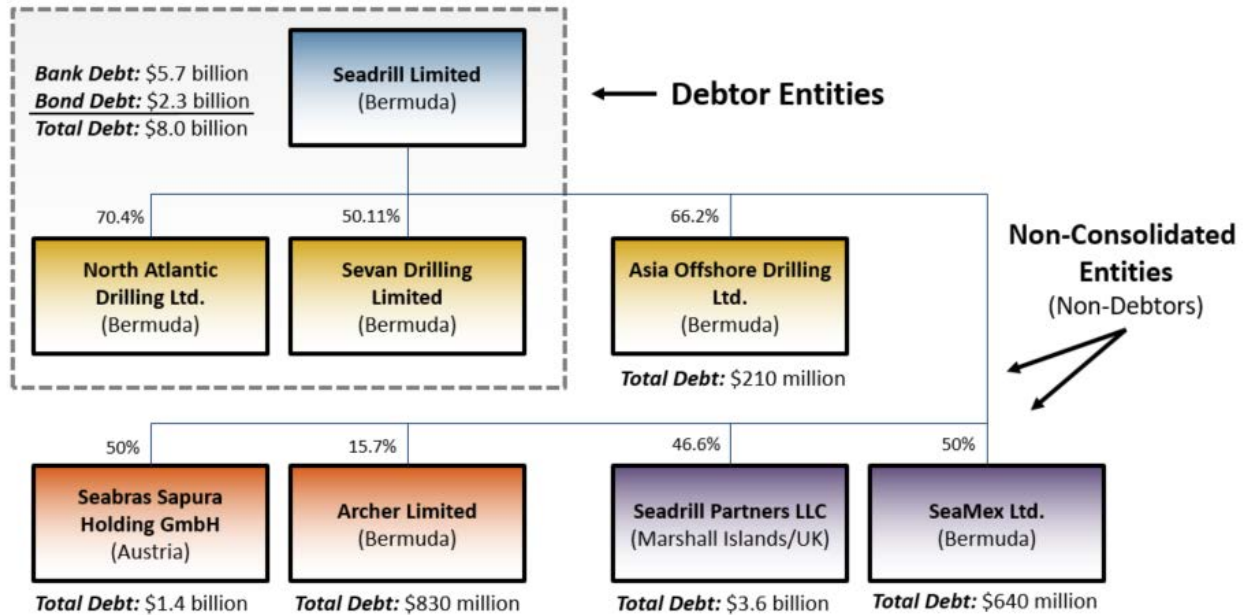 Bank Debt: $5.7 billion
Bond Debt: $2.3 billion
Total Debt: $8.0 billion
Seadrill Limited
(Bermuda)
Debtor Entities
70.4%
50.11%
66.2%
North Atlantic
Drilling Ltd.
(Bermuda)
Sevan Drilling
Limited
(Bermuda)
Asia Offshore Drilling
Ltd.
(Bermuda)
Total Debt: $210 million
Non-Consolidated
Entities
(Non-Debtors)
50%
15.7%
46.6%
50%
Seabras Sapura
Holding GmbH
(Austria)
Total Debt: $1.4 billion
Archer Limited
(Bermuda)
Total Debt: $830 million
Seadrill Partners LLC
(Marshall Islands/UK)
Total Debt: $3.6 billion
SeaMex Ltd.
(Bermuda)
Total Debt: $640 million